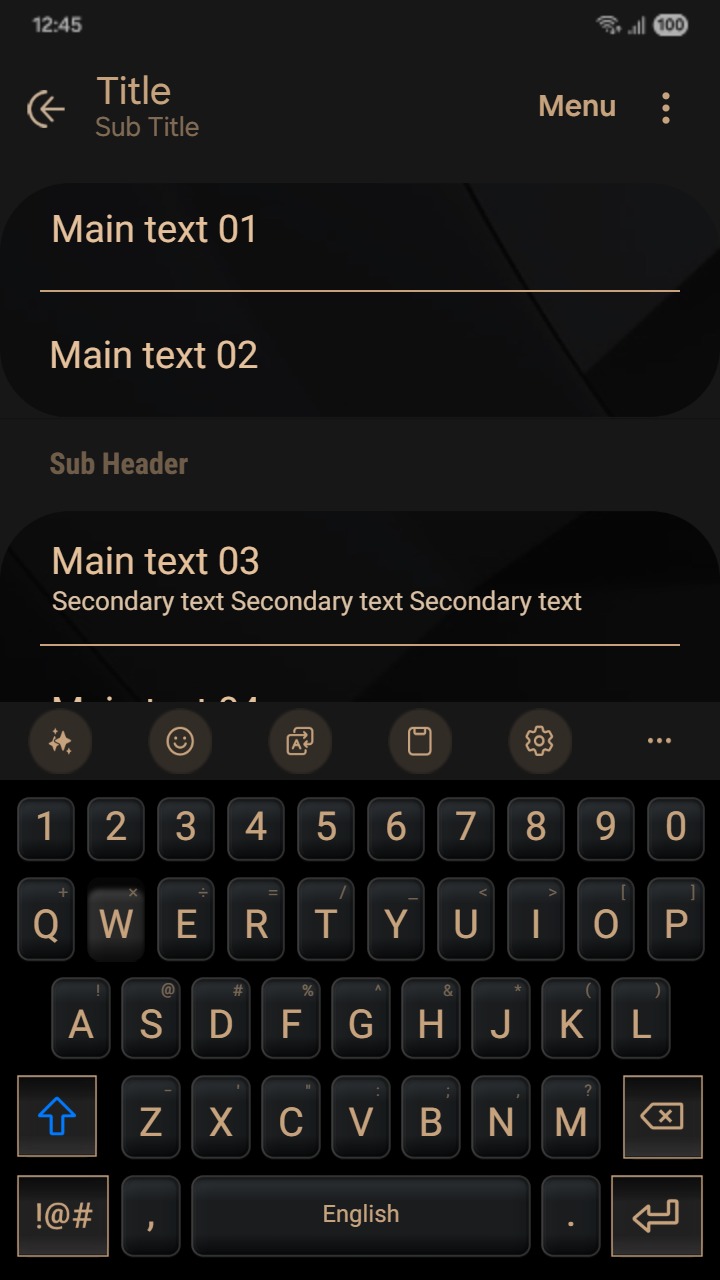 12:45
100
Title
Menu
Sub Title
Main text 01
Main text 02
Sub Header
Main text 03
Secondary text Secondary text Secondary text
1 2 3 4 5 6 7 8 9 0
+ × ÷ = / _ < > [ ]
Q W E R T Y U I O P
! @ # % ^ & * ( )
A S D F G H J K L
- ' " : ; , ?
Z X C V B N M
!@# , English .